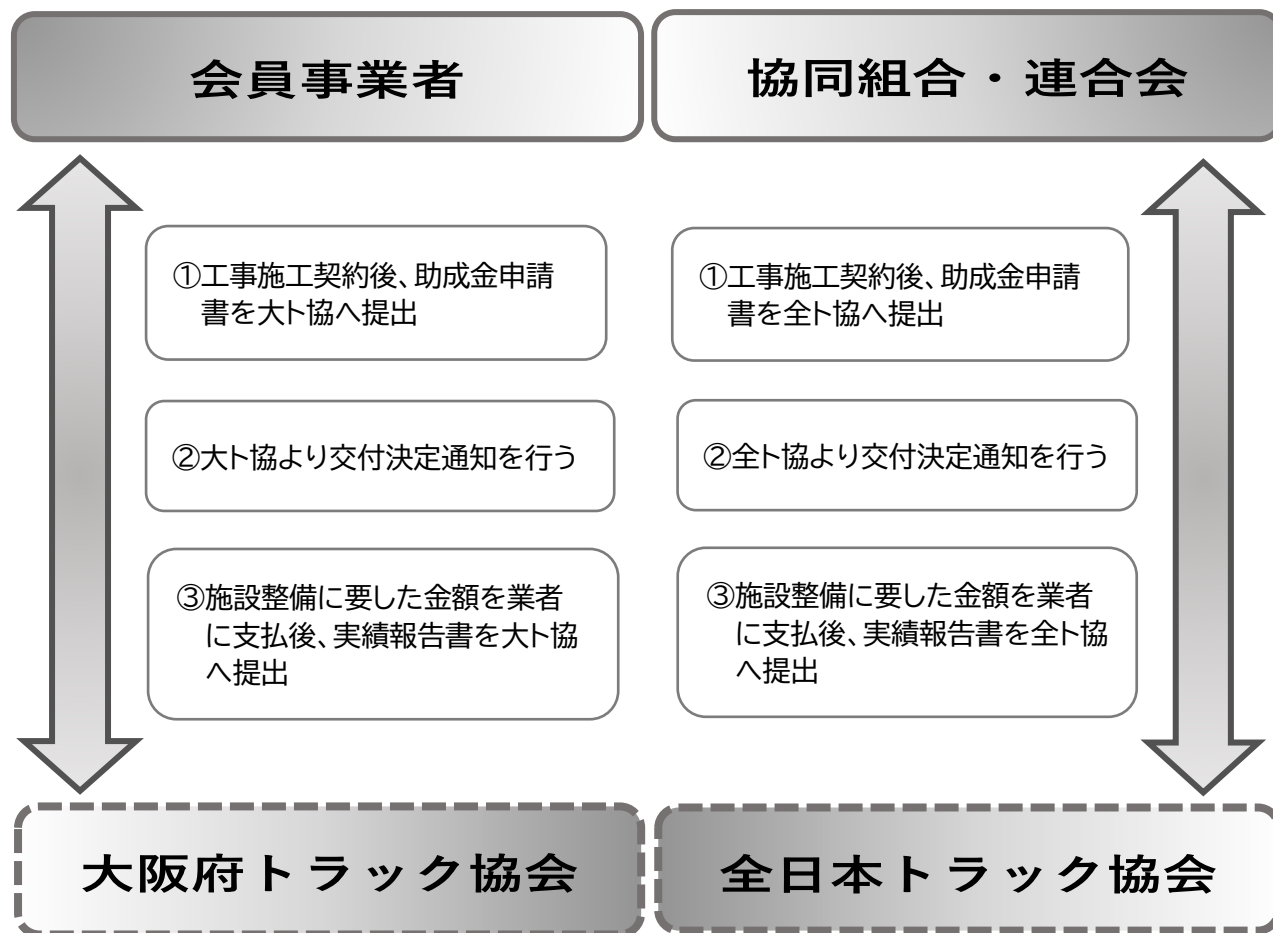 会員事業者
協同組合・連合会
①工事施工契約後、助成金申請
書を大ト協へ提出
①工事施工契約後、助成金申請
書を全ト協へ提出
②大ト協より交付決定通知を行う
②全ト協より交付決定通知を行う
③施設整備に要した金額を業者
に支払後、実績報告書を大ト協
へ提出
③施設整備に要した金額を業者
に支払後、実績報告書を全ト協
へ提出
大阪府トラック協会
全日本トラック協会